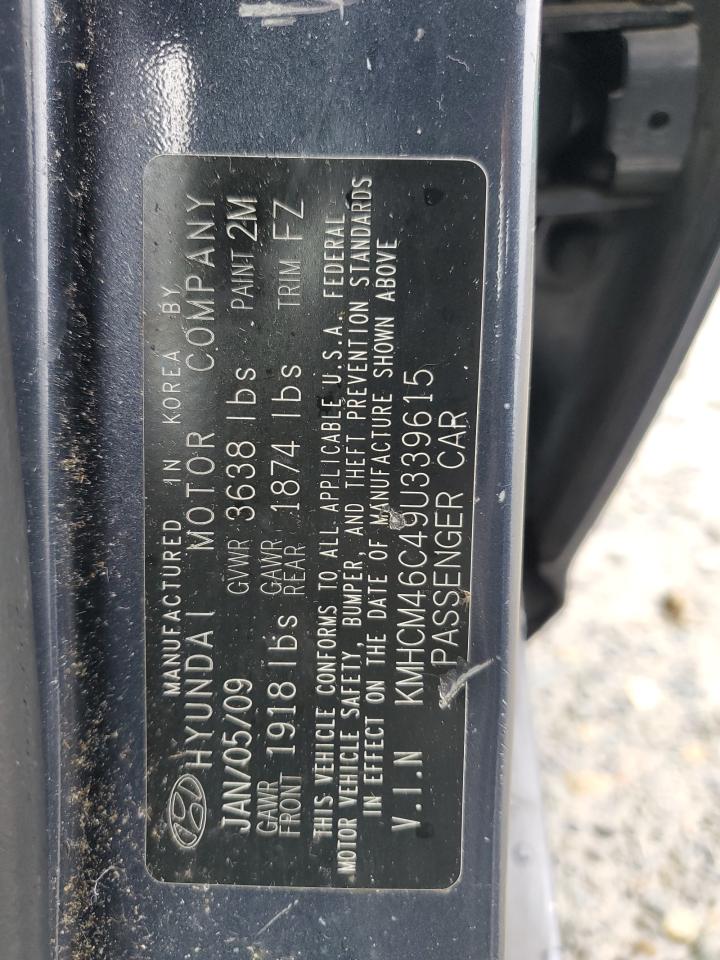 MANUFACTURED IN KOREA BY
HYUNDAI MOTOR COMPANY
JAN/05/09 GVWR 3638 lbs PAINT 2M
GAWR FRONT 1918 lbs GAWR REAR 1874 lbs TRIM FZ
THIS VEHICLE CONFORMS TO ALL APPLICABLE U.S.A. FEDERAL
MOTOR VEHICLE SAFETY, BUMPER, AND THEFT PREVENTION STANDARDS
IN EFFECT ON THE DATE OF MANUFACTURE SHOWN ABOVE
V.I.N KMHCM46C49U339615
PASSENGER CAR